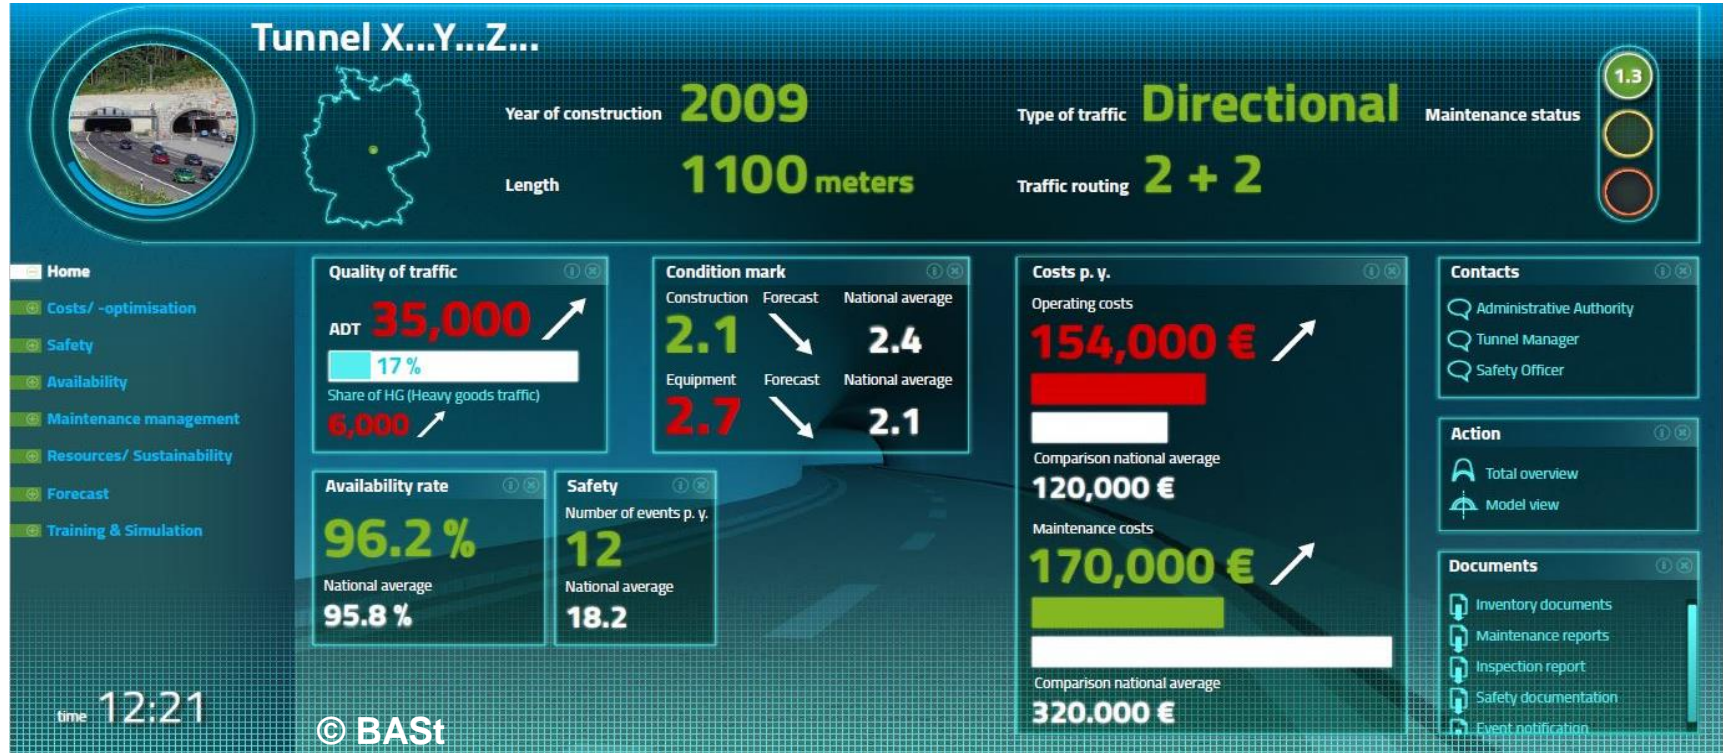 Tunnel X...Y...Z...
Year of construction 2009
Length 1100 meters
Type of traffic Directional
Traffic routing 2 + 2
Maintenance status
1.3
Home
Costs/ -optimisation
Safety
Availability
Maintenance management
Resources/ Sustainability
Forecast
Training & Simulation
time 12:21
Quality of traffic
ADT 35,000
17 %
Share of HG (Heavy goods traffic)
6,000
Condition mark
Construction Forecast National average
2.1 2.4
Equipment Forecast National average
2.7 2.1
Availability rate
96.2 %
National average
95.8 %
Safety
Number of events p. y.
12
National average
18.2
Costs p. y.
Operating costs
154,000 €
Comparison national average
120,000 €
Maintenance costs
170,000 €
Comparison national average
320.000 €
Contacts
Administrative Authority
Tunnel Manager
Safety Officer
Action
Total overview
Model view
Documents
Inventory documents
Maintenance reports
Inspection report
Safety documentation
Event notification
© BASt